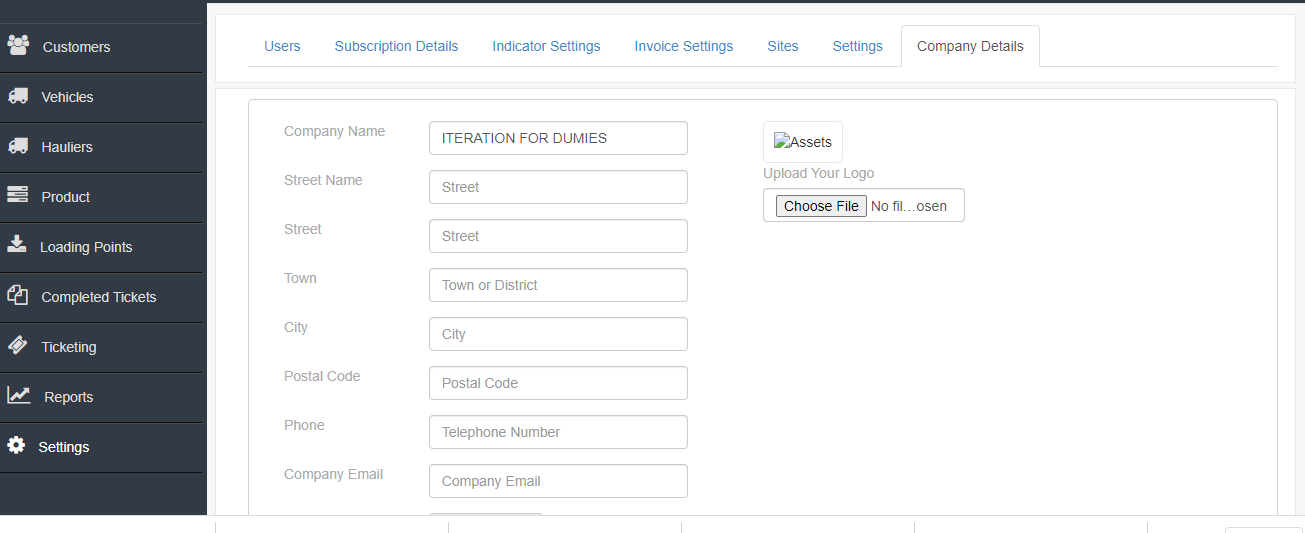 Customers
Vehicles
Hauliers
Product
Loading Points
Completed Tickets
Ticketing
Reports
Settings
Users Subscription Details Indicator Settings Invoice Settings Sites Settings Company Details
Company Name ITERATION FOR DUMIES
Street Name Street
Street Street
Town Town or District
City City
Postal Code Postal Code
Phone Telephone Number
Company Email Company Email
Assets
Upload Your Logo
Choose File No fil...osen